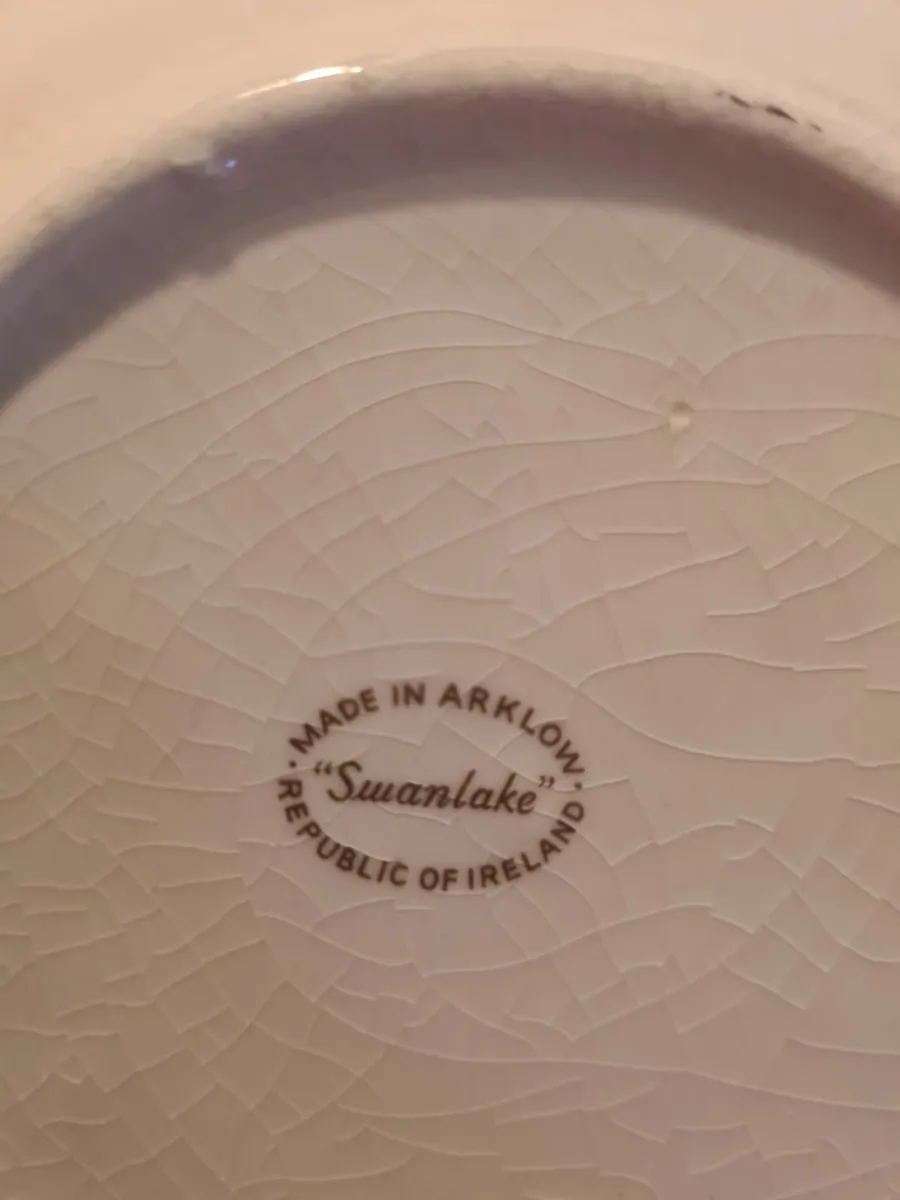 · MADE IN ARKLOW ·
"Swanlake"
REPUBLIC OF IRELAND